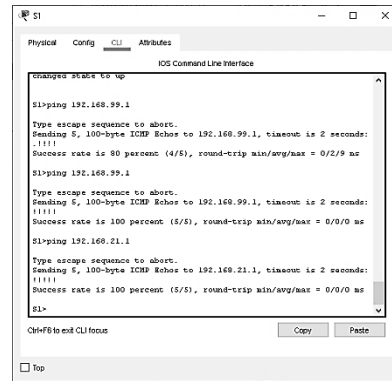 S1
Physical Config CLI Attributes
IOS Command Line Interface
changed state to up
S1>ping 192.168.99.1
Type escape sequence to abort.
Sending 5, 100-byte ICMP Echos to 192.168.99.1, timeout is 2 seconds:
.!!!!
Success rate is 80 percent (4/5), round-trip min/avg/max = 0/2/9 ms
S1>ping 192.168.99.1
Type escape sequence to abort.
Sending 5, 100-byte ICMP Echos to 192.168.99.1, timeout is 2 seconds:
!!!!!
Success rate is 100 percent (5/5), round-trip min/avg/max = 0/0/0 ms
S1>ping 192.168.21.1
Type escape sequence to abort.
Sending 5, 100-byte ICMP Echos to 192.168.21.1, timeout is 2 seconds:
!!!!!
Success rate is 100 percent (5/5), round-trip min/avg/max = 0/0/0 ms
S1>
Ctrl+F6 to exit CLI focus
Copy Paste
Top